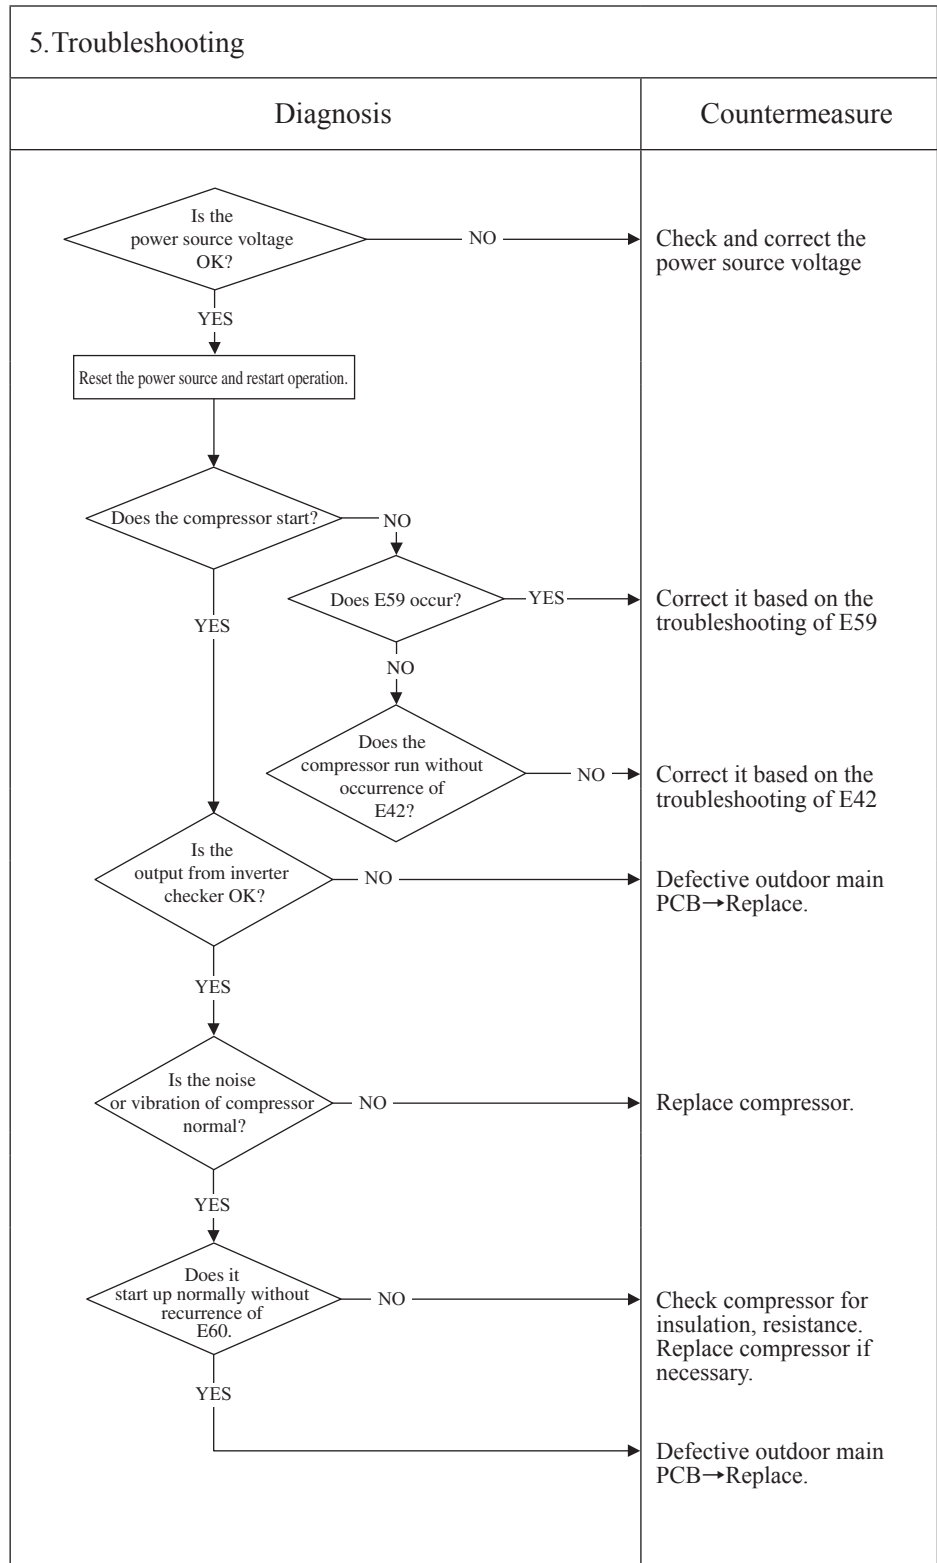 5.Troubleshooting
Diagnosis
Countermeasure
Is the
power source voltage
OK?
NO
Check and correct the
power source voltage
YES
Reset the power source and restart operation.
Does the compressor start?
NO
Does E59 occur?
YES
Correct it based on the
troubleshooting of E59
YES
NO
Does the
compressor run without
occurrence of
E42?
NO
Correct it based on the
troubleshooting of E42
Is the
output from inverter
checker OK?
NO
Defective outdoor main
PCB→Replace.
YES
Is the noise
or vibration of compressor
normal?
NO
Replace compressor.
YES
Does it
start up normally without
recurrence of
E60.
NO
Check compressor for
insulation, resistance.
Replace compressor if
necessary.
YES
Defective outdoor main
PCB→Replace.